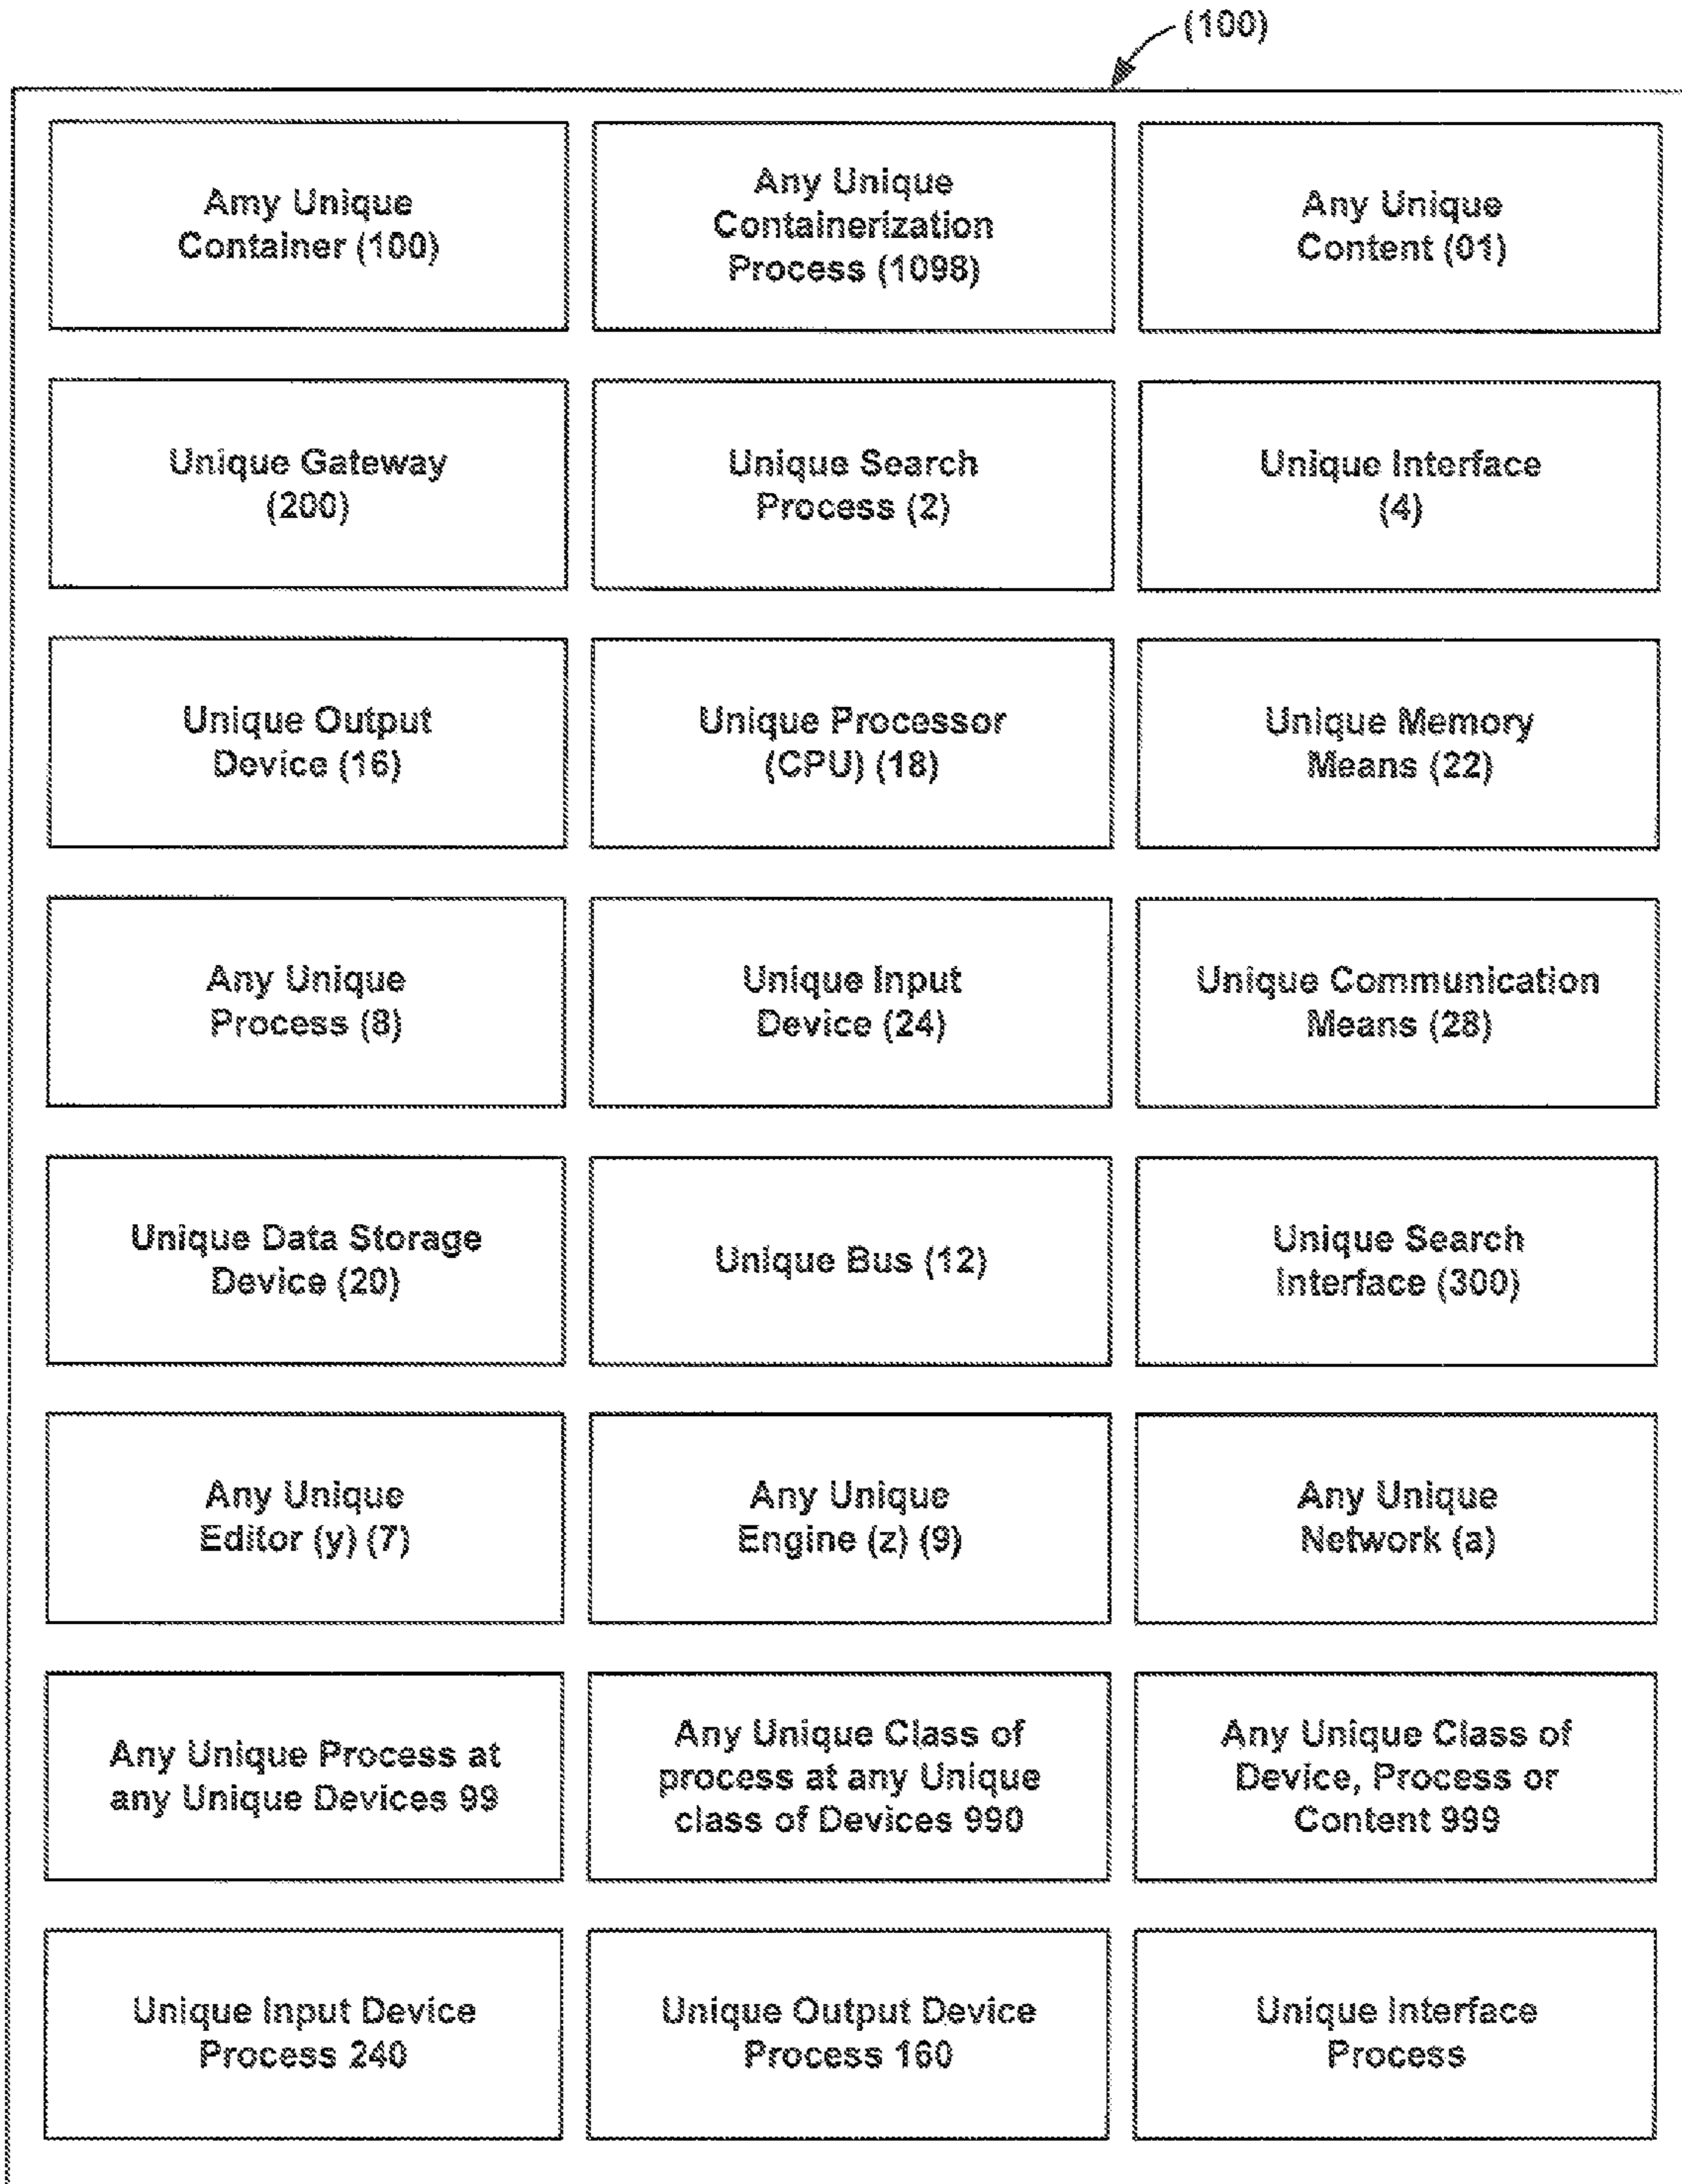 (100)
Amy Unique
Container (100)
Any Unique
Containerization
Process (1098)
Any Unique
Content (01)
Unique Gateway
(200)
Unique Search
Process (2)
Unique Interface
(4)
Unique Output
Device (16)
Unique Processor
(CPU) (18)
Unique Memory
Means (22)
Any Unique
Process (8)
Unique Input
Device (24)
Unique Communication
Means (28)
Unique Data Storage
Device (20)
Unique Bus (12)
Unique Search
Interface (300)
Any Unique
Editor (y) (7)
Any Unique
Engine (z) (9)
Any Unique
Network (a)
Any Unique Process at
any Unique Devices 99
Any Unique Class of
process at any Unique
class of Devices 990
Any Unique Class of
Device, Process or
Content 999
Unique Input Device
Process 240
Unique Output Device
Process 160
Unique Interface
Process